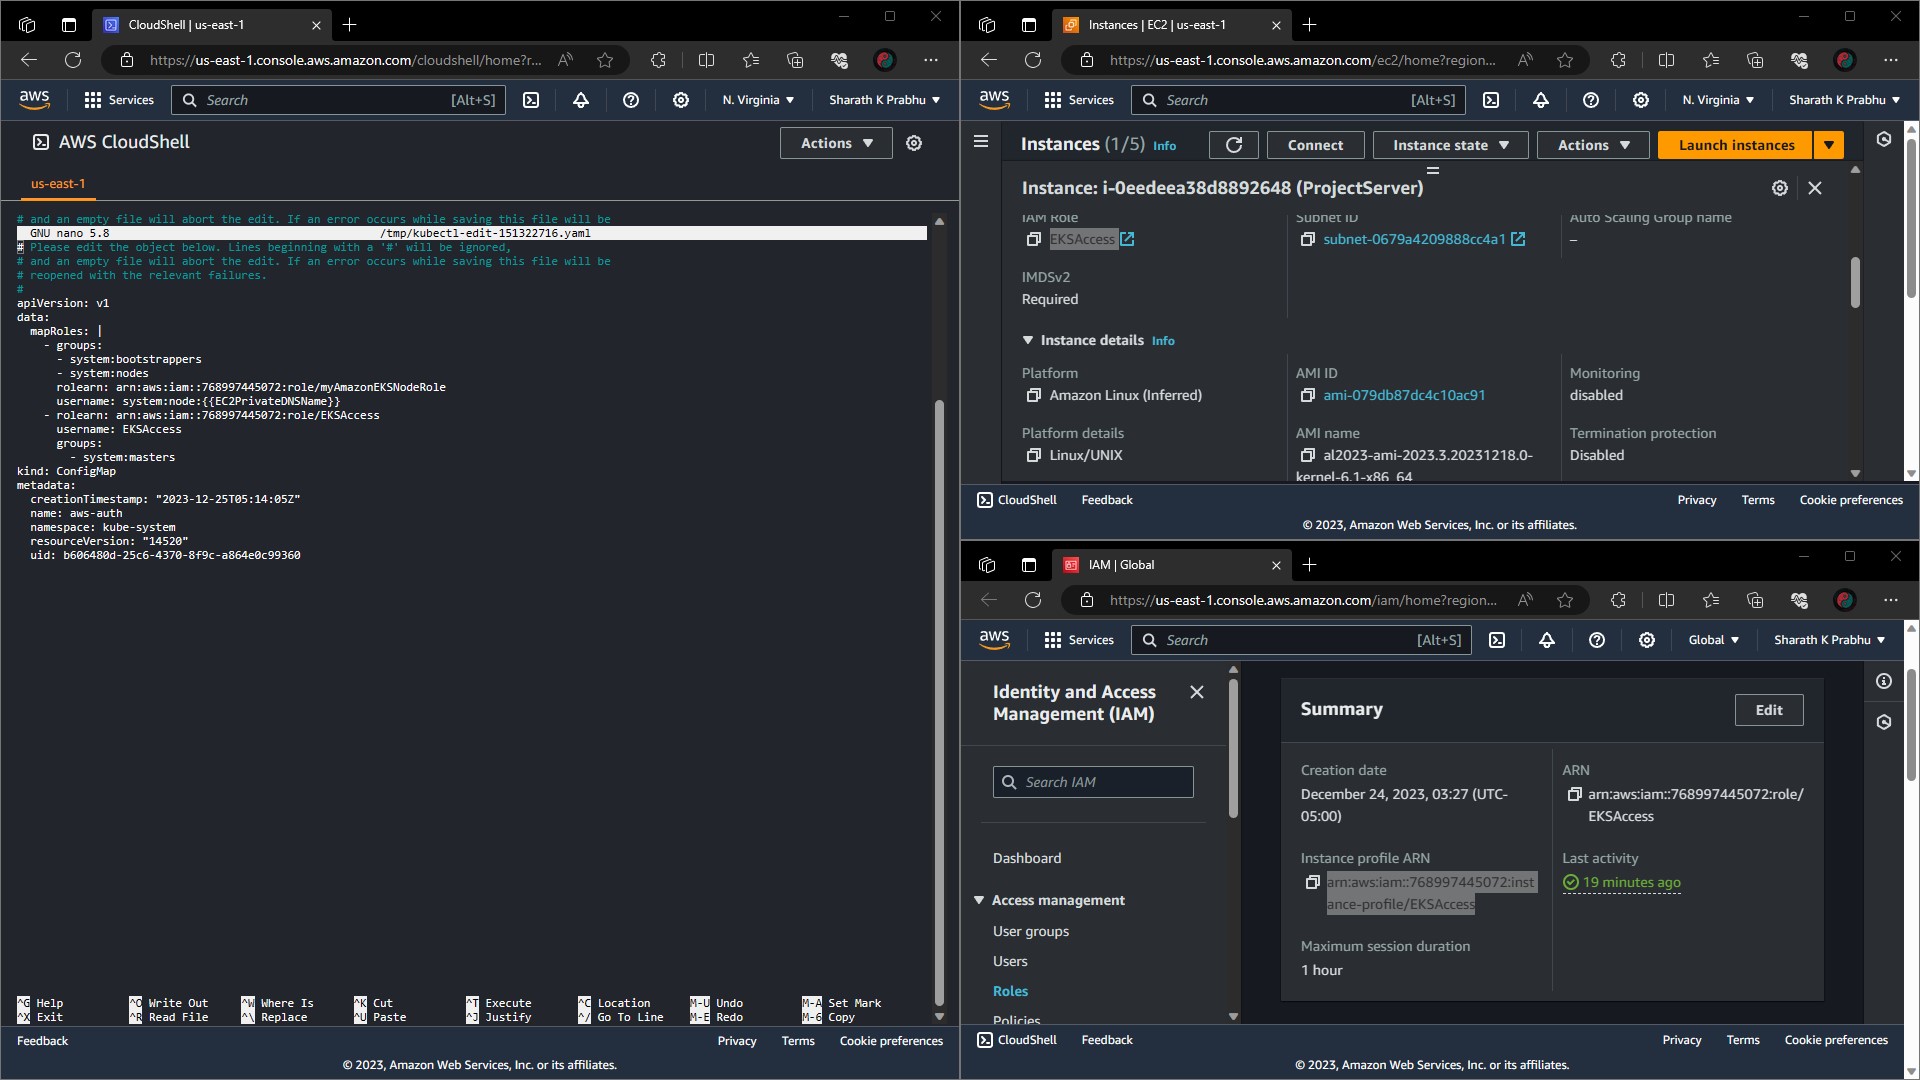 CloudShell | us-east-1
https://us-east-1.console.aws.amazon.com/cloudshell/home?r...
aws
Services
Search
[Alt+S]
N. Virginia
Sharath K Prabhu
AWS CloudShell
Actions
us-east-1
# and an empty file will abort the edit. If an error occurs while saving this file will be
GNU nano 5.8 /tmp/kubectl-edit-151322716.yaml
# Please edit the object below. Lines beginning with a '#' will be ignored,
# and an empty file will abort the edit. If an error occurs while saving this file will be
# reopened with the relevant failures.
#
apiVersion: v1
data:
  mapRoles: |
    - groups:
      - system:bootstrappers
      - system:nodes
      rolearn: arn:aws:iam::768997445072:role/myAmazonEKSNodeRole
      username: system:node:{{EC2PrivateDNSName}}
    - rolearn: arn:aws:iam::768997445072:role/EKSAccess
      username: EKSAccess
      groups:
        - system:masters
kind: ConfigMap
metadata:
  creationTimestamp: "2023-12-25T05:14:05Z"
  name: aws-auth
  namespace: kube-system
  resourceVersion: "14520"
  uid: b606480d-25c6-4370-8f9c-a864e0c99360
^G Help ^O Write Out ^W Where Is ^K Cut ^T Execute ^C Location M-U Undo M-A Set Mark
^X Exit ^R Read File ^\ Replace ^U Paste ^J Justify ^/ Go To Line M-E Redo M-6 Copy
Feedback
Privacy
Terms
Cookie preferences
© 2023, Amazon Web Services, Inc. or its affiliates.
Instances | EC2 | us-east-1
https://us-east-1.console.aws.amazon.com/ec2/home?region...
aws
Services
Search
[Alt+S]
N. Virginia
Sharath K Prabhu
Instances (1/5) Info
Connect
Instance state
Actions
Launch instances
Instance: i-0eedeea38d8892648 (ProjectServer)
IAM Role
EKSAccess
Subnet ID
subnet-0679a4209888cc4a1
Auto Scaling Group name
–
IMDSv2
Required
Instance details Info
Platform
Amazon Linux (Inferred)
AMI ID
ami-079db87dc4c10ac91
Monitoring
disabled
Platform details
Linux/UNIX
AMI name
al2023-ami-2023.3.20231218.0-
kernel-6.1-x86_64
Termination protection
Disabled
CloudShell
Feedback
Privacy
Terms
Cookie preferences
© 2023, Amazon Web Services, Inc. or its affiliates.
IAM | Global
https://us-east-1.console.aws.amazon.com/iam/home?region...
aws
Services
Search
[Alt+S]
Global
Sharath K Prabhu
Identity and Access
Management (IAM)
Search IAM
Dashboard
Access management
User groups
Users
Roles
Policies
Summary
Edit
Creation date
December 24, 2023, 03:27 (UTC-
05:00)
ARN
arn:aws:iam::768997445072:role/
EKSAccess
Instance profile ARN
arn:aws:iam::768997445072:inst
ance-profile/EKSAccess
Last activity
19 minutes ago
Maximum session duration
1 hour
CloudShell
Feedback
Privacy
Terms
Cookie preferences
© 2023, Amazon Web Services, Inc. or its affiliates.